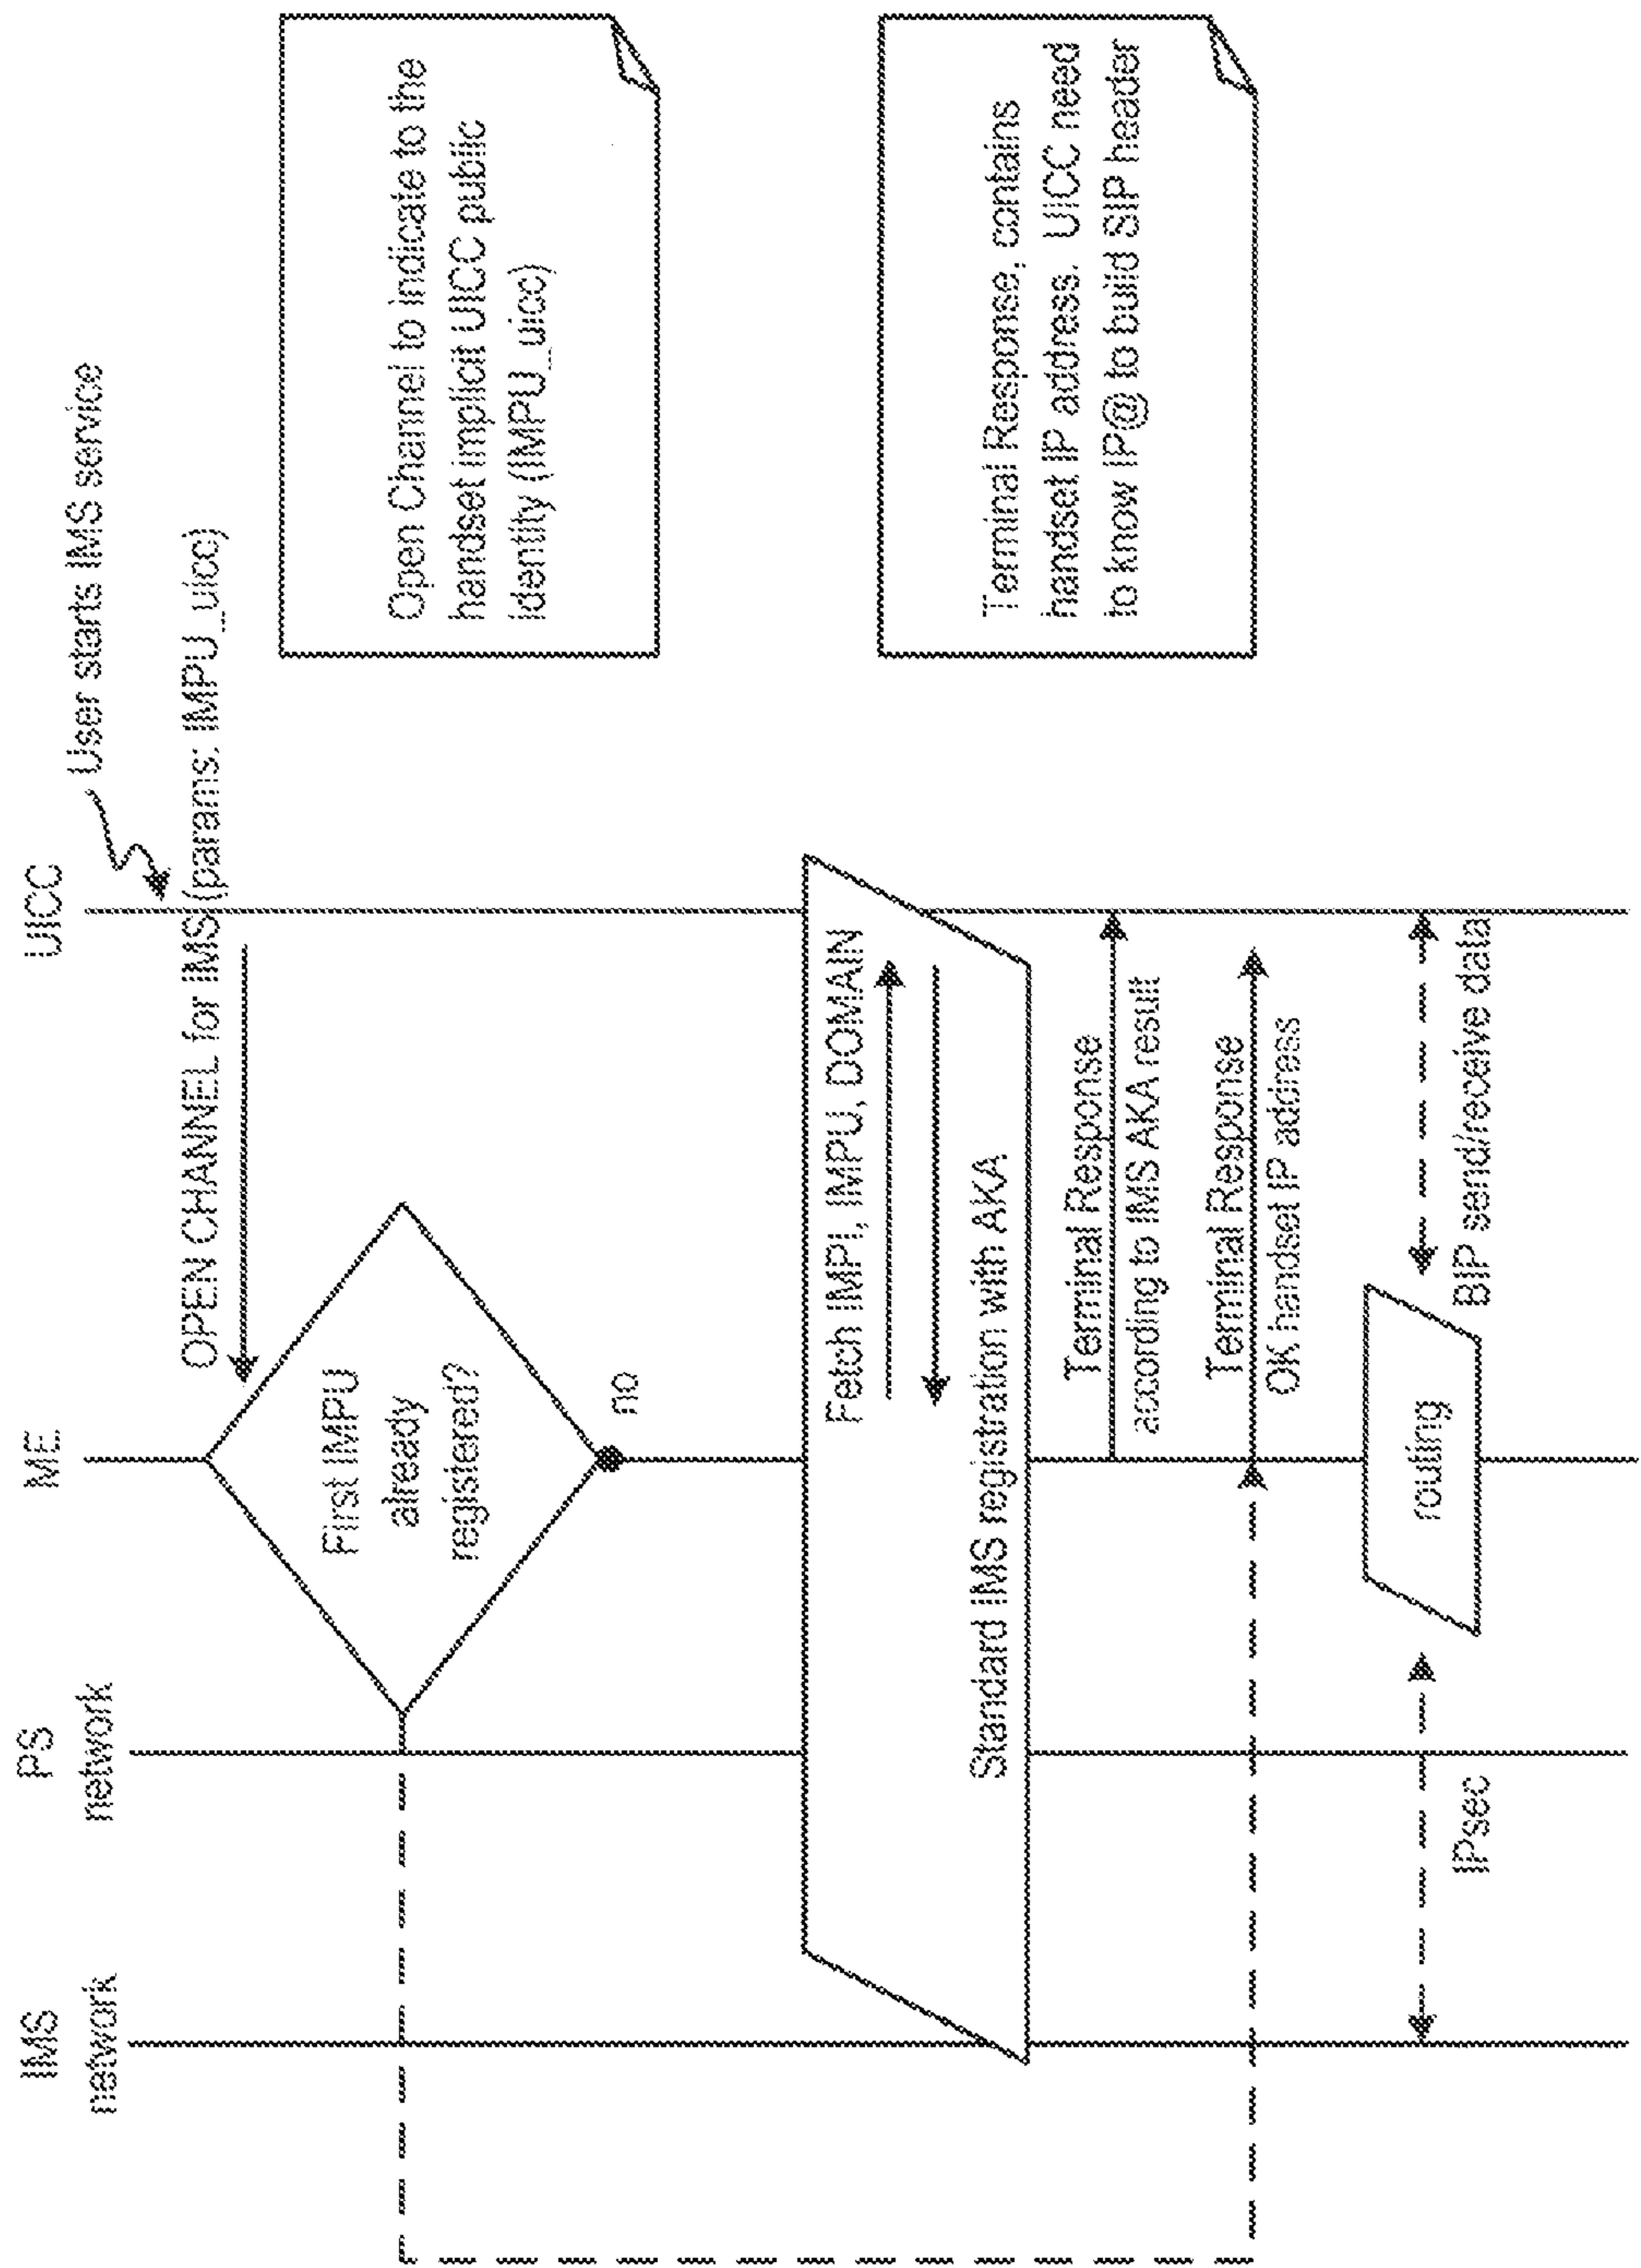 IMS
network
PS
network
ME
UICC
User starts IMS service
OPEN CHANNEL for IMS (params: IMPU_uicc)
First IMPU
already
registered?
no
Open Channel to indicate to the
handset implicit UICC public
identity (IMPU_uicc)
Fetch IMPI, IMPU, DOMAIN
Standard IMS registration with AKA
Terminal Response, contains
handset IP address. UICC need
to know IP@ to build SIP header
Terminal Response
according to IMS AKA result
Terminal Response
OK handset IP address
routing
IPsec
BIP send/receive data